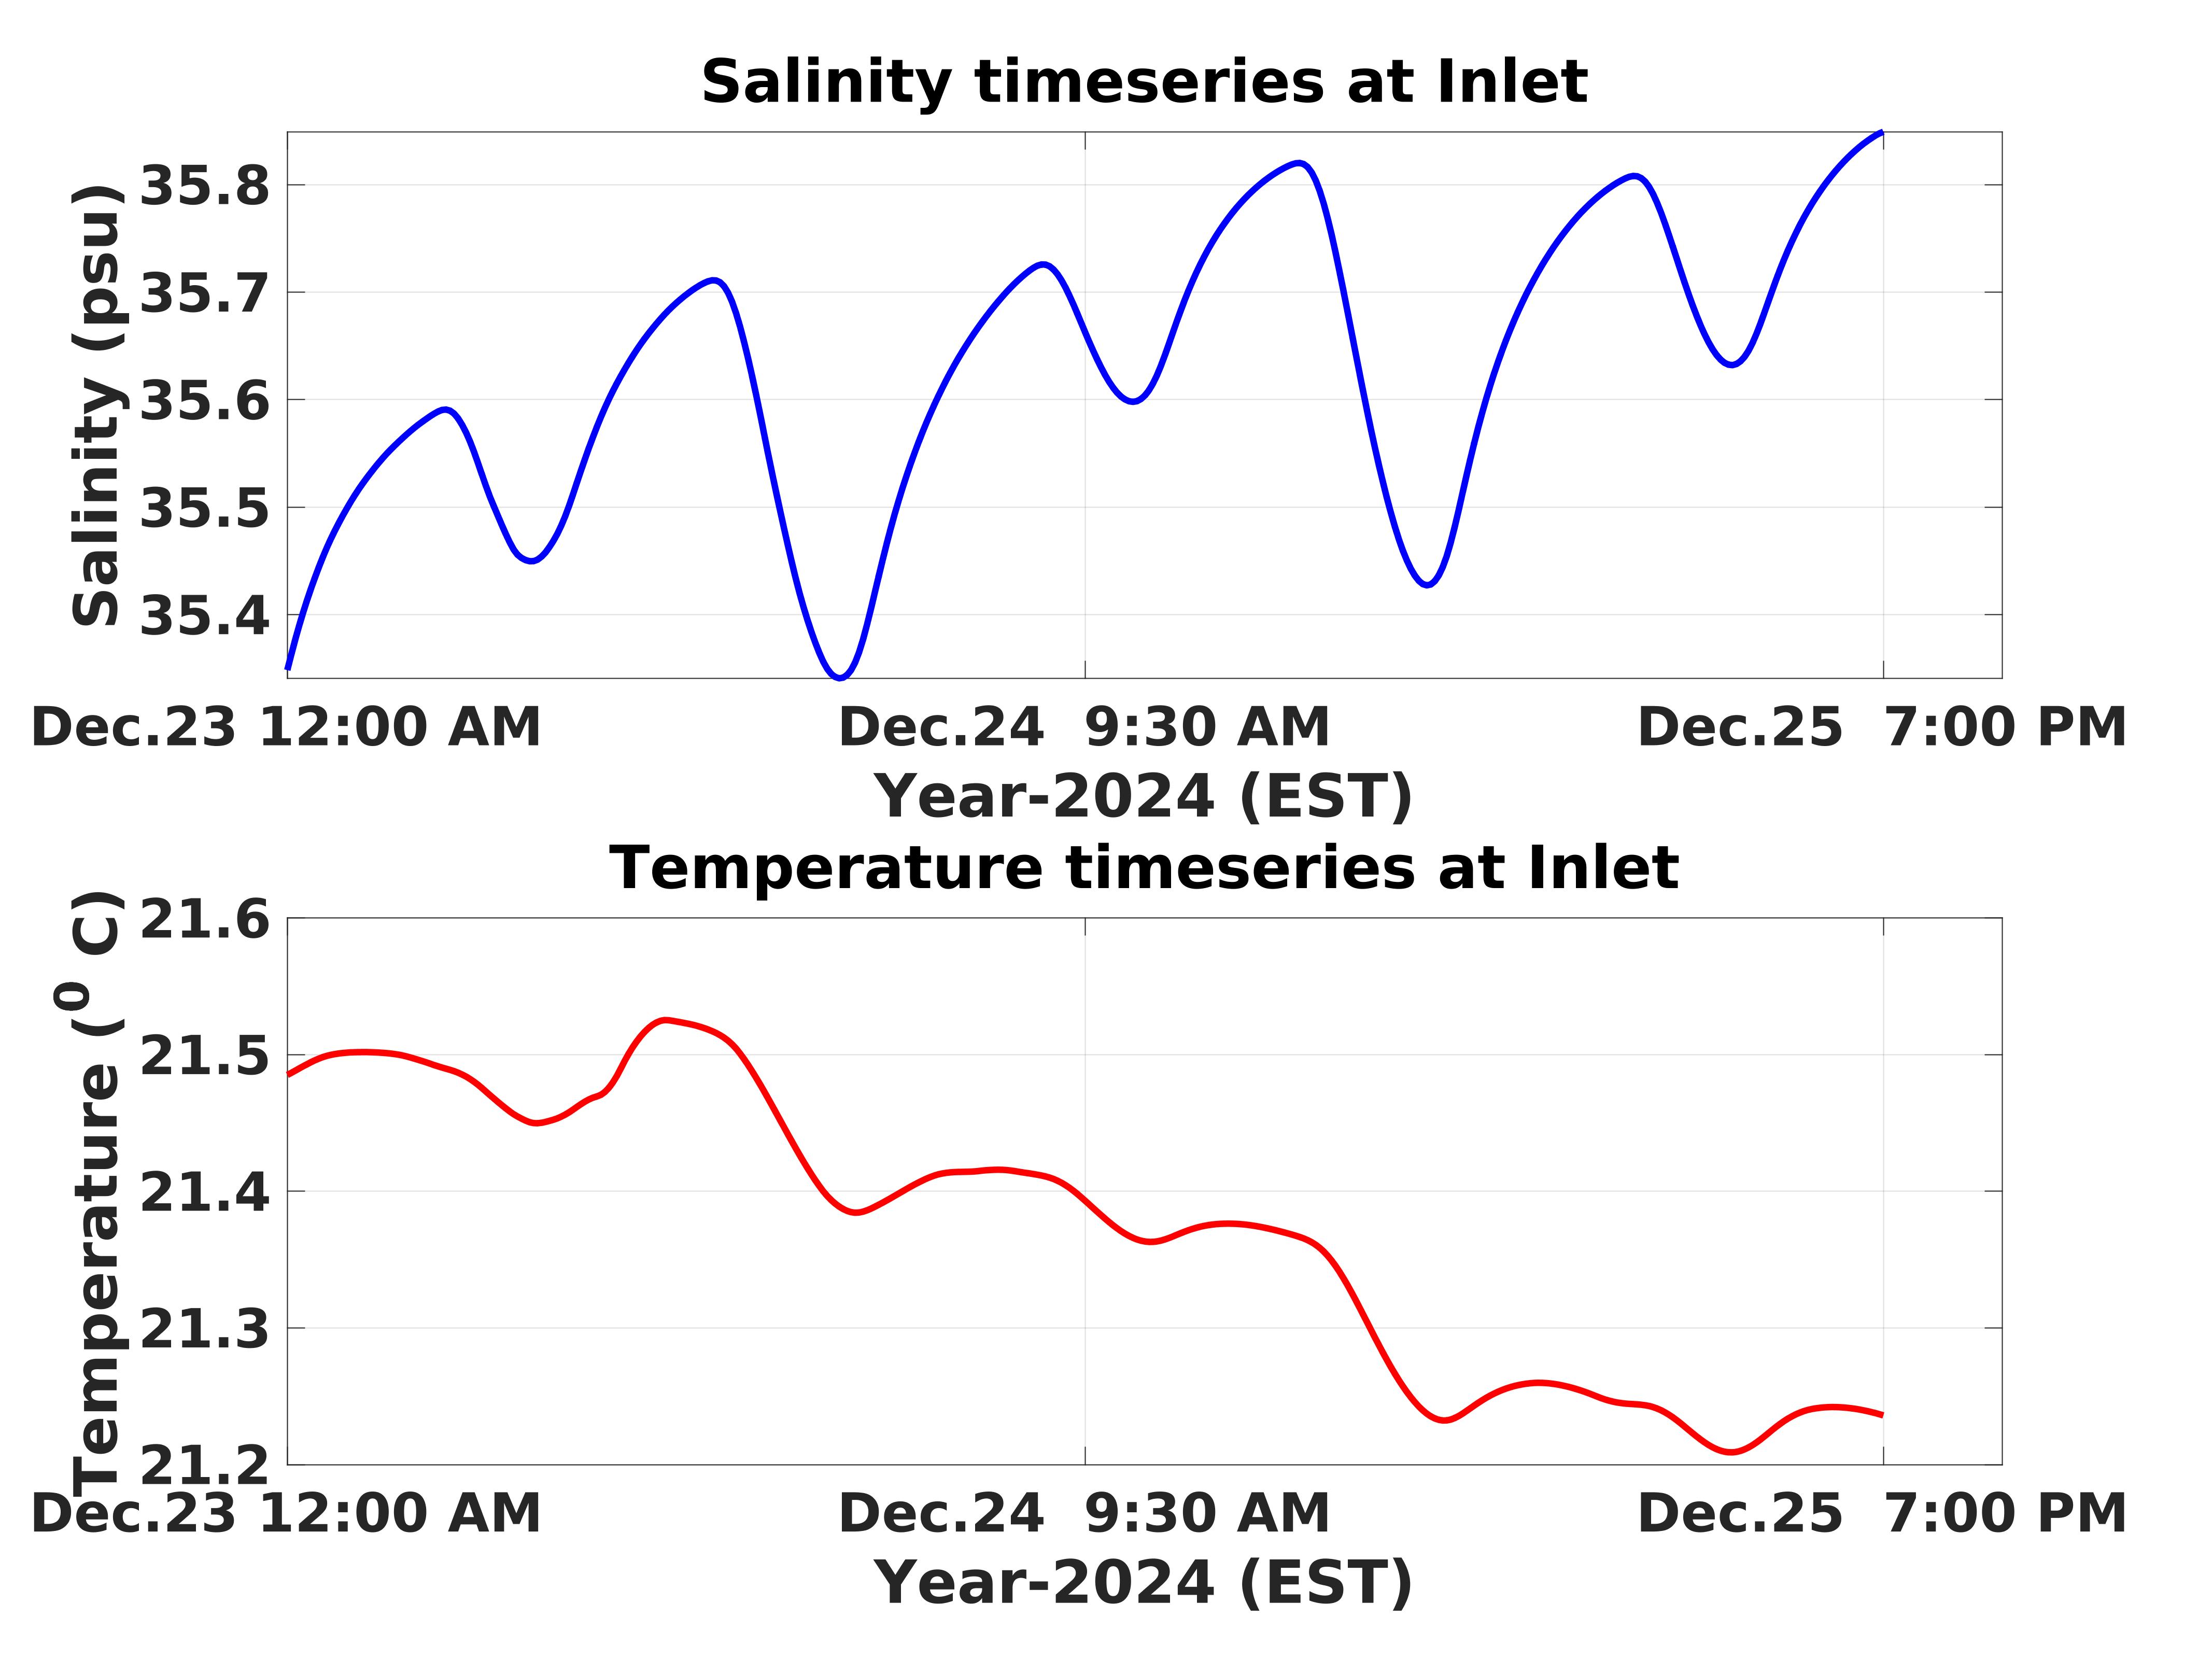 Salinity timeseries at Inlet
Salinity (psu)
35.8
35.7
35.6
35.5
35.4
Dec.23 12:00 AM
Dec.24  9:30 AM
Dec.25  7:00 PM
Year-2024 (EST)
Temperature timeseries at Inlet
Temperature (⁰ C)
21.6
21.5
21.4
21.3
21.2
Dec.23 12:00 AM
Dec.24  9:30 AM
Dec.25  7:00 PM
Year-2024 (EST)